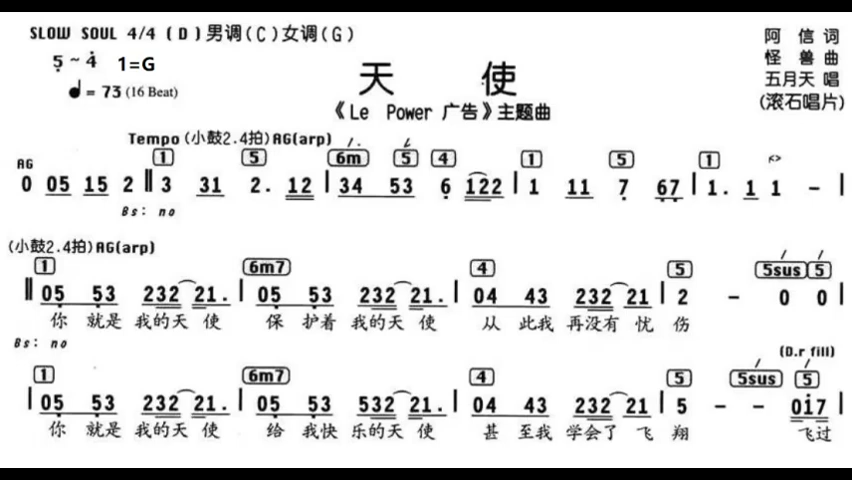 SLOW SOUL 4/4 (D)男调(C)女调(G)
5 ~ 4 1=G
♩= 73 (16 Beat)
天 使
《Le Power 广告》主题曲
阿 信 词
怪 兽 曲
五月天 唱
(滚石唱片)
Tempo (小鼓2.4拍)AG(arp)
AG 1 5 6m 5 4 1 5 1 <>
0 05 15 2 ‖ 3 31 2. 12 | 34 53 6 122 | 1 11 7 67 | 1. 1 1 – |
Bs: no
(小鼓2.4拍)AG(arp)
1 6m7 4 5 5sus 5
‖ 05 53 232 21. | 05 53 232 21. | 04 43 232 21 | 2 – 0 0 |
你 就是 我的天 使 保 护着 我的天 使 从 此我 再没有 忧 伤
Bs: no
(D.r fill)
1 6m7 4 5 5sus 5
| 05 53 232 21. | 05 53 532 21. | 04 43 232 21 | 5 – – 017 |
你 就是 我的天 使 给 我快 乐的天 使 甚 至我 学会了 飞 翔 飞过